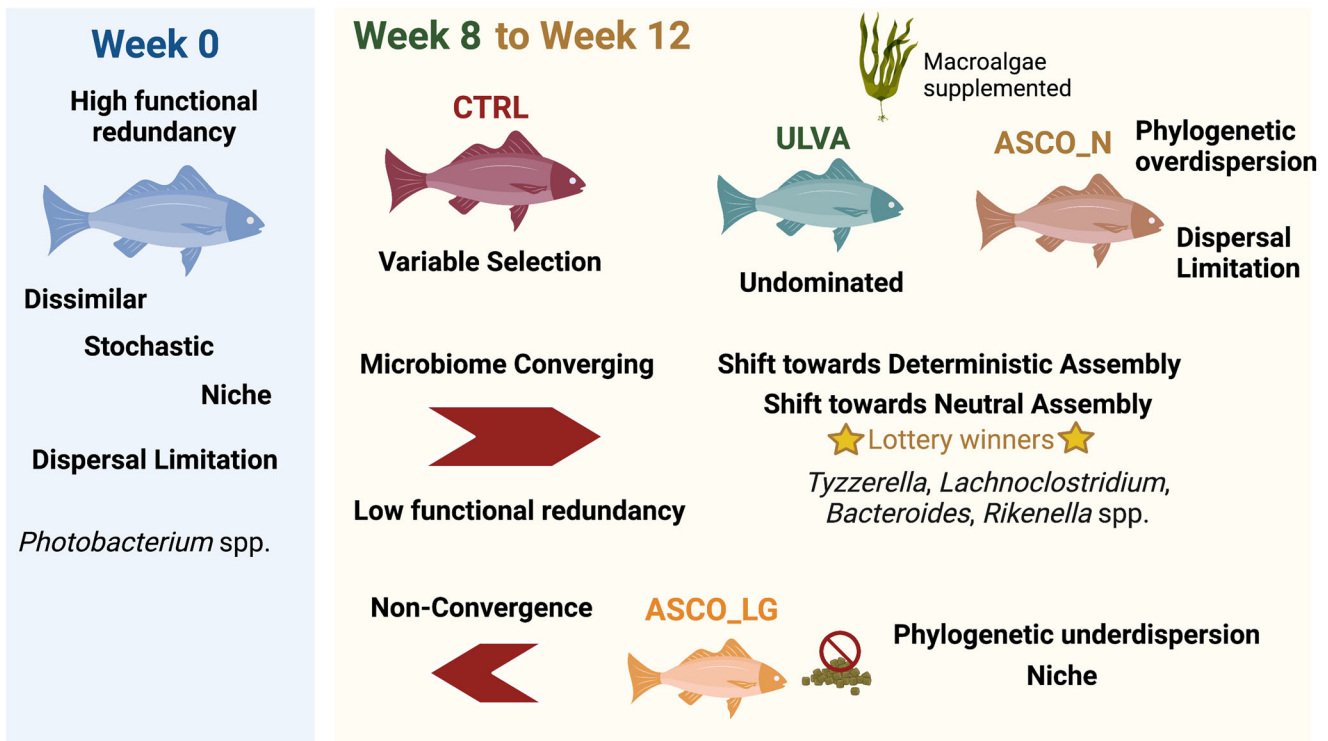 Week 0
High functional
redundancy
Dissimilar
Stochastic
Niche
Dispersal Limitation
Photobacterium spp.
Week 8 to Week 12
Macroalgae
supplemented
CTRL
Variable Selection
ULVA
Undominated
ASCO_N
Phylogenetic
overdispersion
Dispersal
Limitation
Microbiome Converging
Low functional redundancy
Shift towards Deterministic Assembly
Shift towards Neutral Assembly
Lottery winners
Tyzzerella, Lachnoclostridium,
Bacteroides, Rikenella spp.
Non-Convergence
ASCO_LG
Phylogenetic underdispersion
Niche